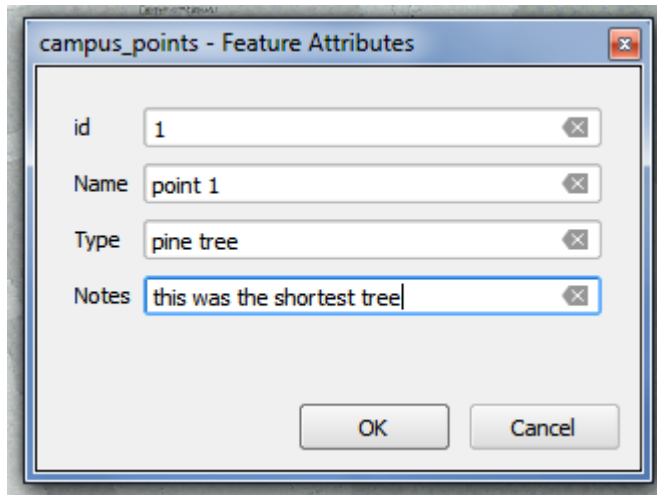 campus_points - Feature Attributes
id 1
Name point 1
Type pine tree
Notes this was the shortest tree
OK Cancel